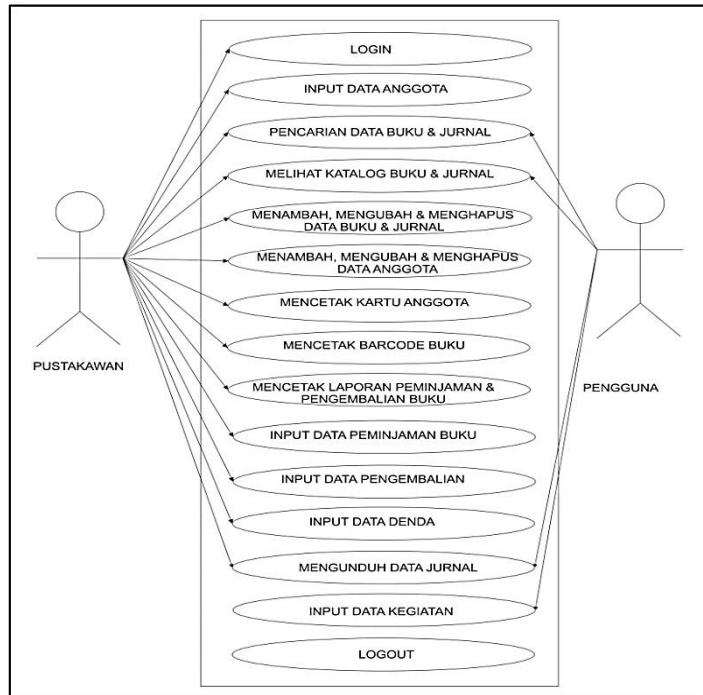 LOGIN
INPUT DATA ANGGOTA
PENCARIAN DATA BUKU & JURNAL
MELIHAT KATALOG BUKU & JURNAL
MENAMBAH, MENGUBAH & MENGHAPUS
DATA BUKU & JURNAL
MENAMBAH, MENGUBAH & MENGHAPUS
DATA ANGGOTA
MENCETAK KARTU ANGGOTA
MENCETAK BARCODE BUKU
MENCETAK LAPORAN PEMINJAMAN &
PENGEMBALIAN BUKU
INPUT DATA PEMINJAMAN BUKU
INPUT DATA PENGEMBALIAN
INPUT DATA DENDA
MENGUNDUH DATA JURNAL
INPUT DATA KEGIATAN
LOGOUT
PUSTAKAWAN
PENGGUNA